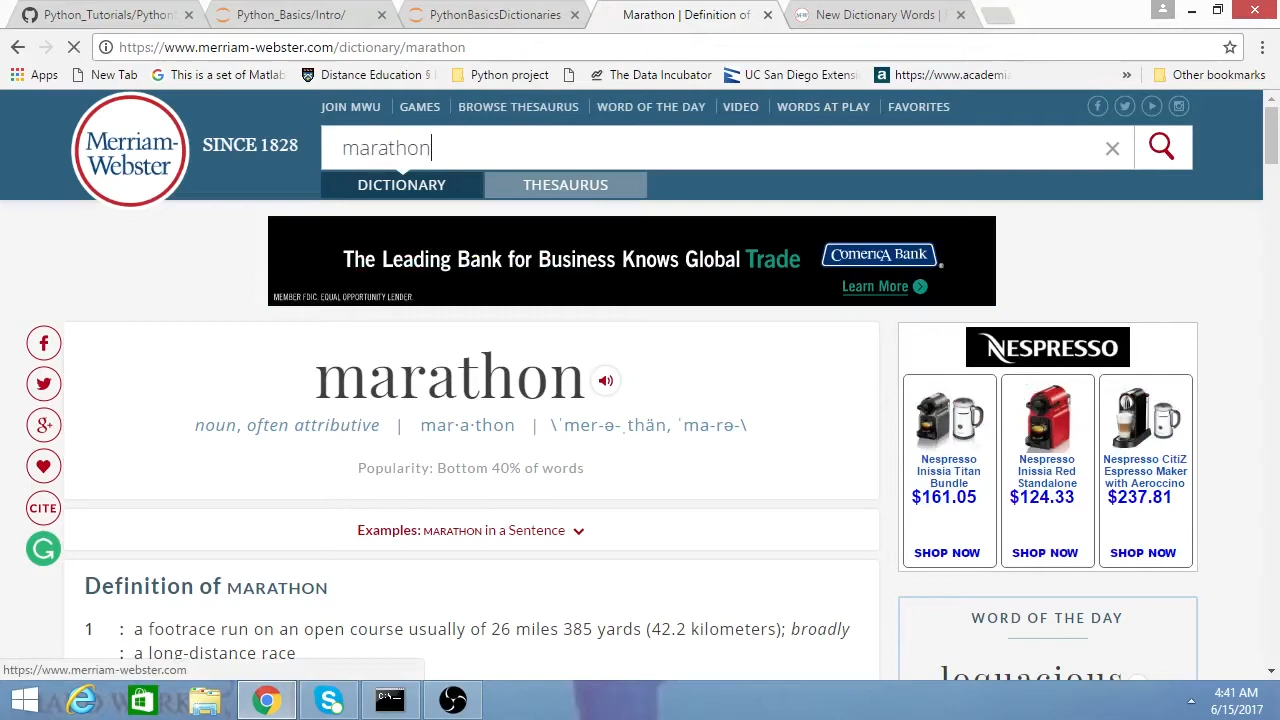 Python_Tutorials/Python
Python_Basics/Intro/
PythonBasicsDictionarie
Marathon | Definition of
New Dictionary Words |
https://www.merriam-webster.com/dictionary/marathon
Apps New Tab This is a set of Matlab Distance Education § Python project The Data Incubator UC San Diego Extensi https://www.academia » Other bookmarks
JOIN MWU GAMES BROWSE THESAURUS WORD OF THE DAY VIDEO WORDS AT PLAY FAVORITES
Merriam-
Webster
SINCE 1828
marathon
DICTIONARY THESAURUS
The Leading Bank for Business Knows Global Trade
Comerica Bank
Learn More
MEMBER FDIC. EQUAL OPPORTUNITY LENDER.
marathon
noun, often attributive | mar·a·thon | \ˈmer-ə-ˌthän, ˈma-rə-\
Popularity: Bottom 40% of words
CITE
Examples: MARATHON in a Sentence
Definition of MARATHON
1 : a footrace run on an open course usually of 26 miles 385 yards (42.2 kilometers); broadly
: a long-distance race
NESPRESSO
Nespresso
Inissia Titan
Bundle
$161.05
SHOP NOW
Nespresso
Inissia Red
Standalone
$124.33
SHOP NOW
Nespresso CitiZ
Espresso Maker
with Aeroccino
$237.81
SHOP NOW
WORD OF THE DAY
loquacious
https://www.merriam-webster.com
4:41 AM
6/15/2017